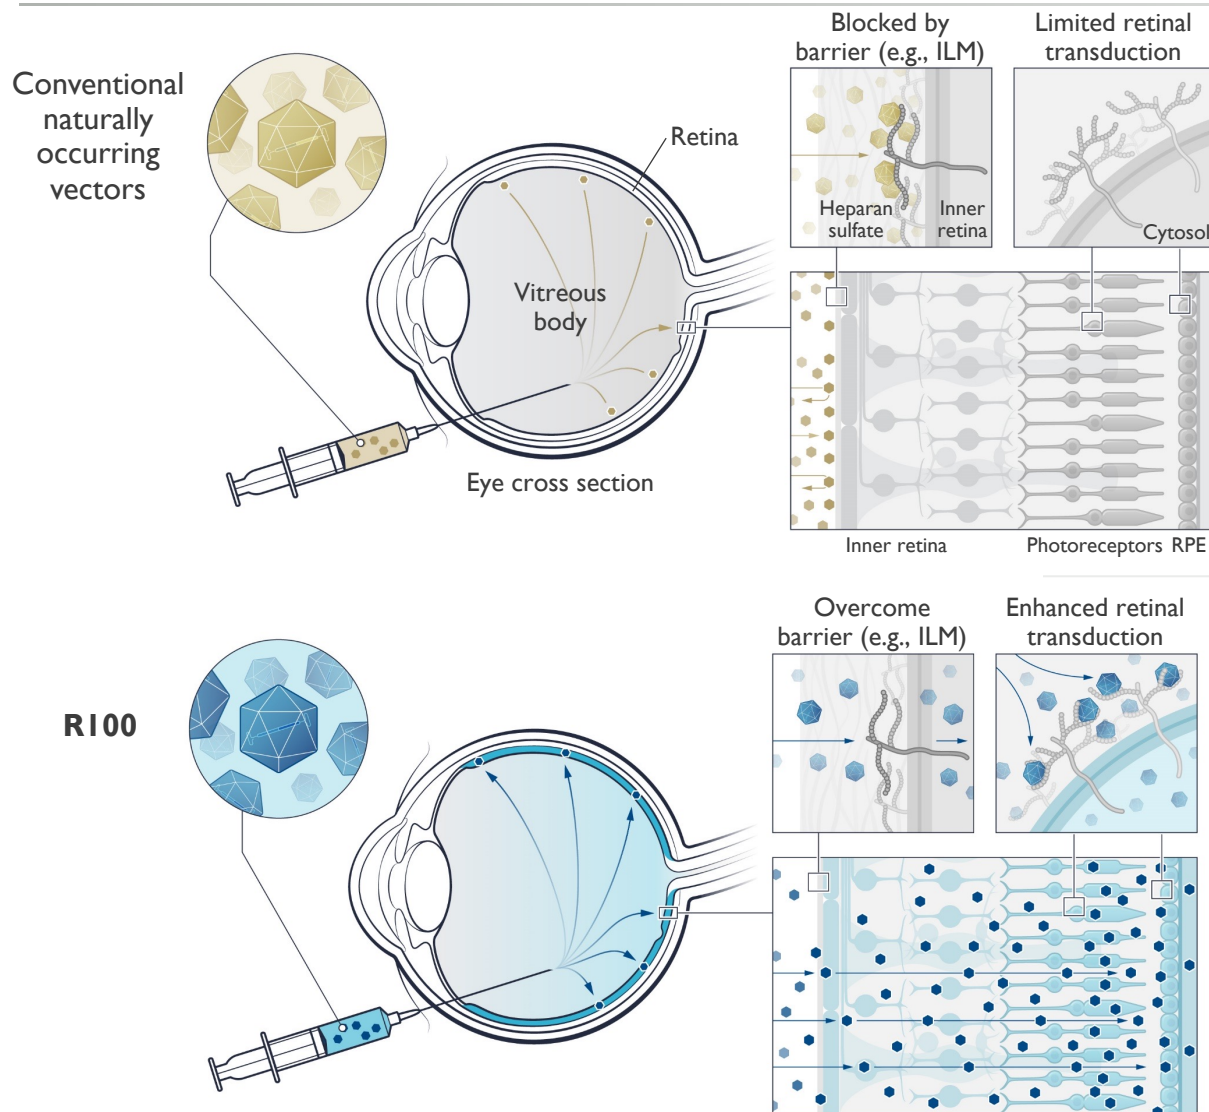 Conventional
naturally
occurring
vectors
Retina
Vitreous
body
Eye cross section
Blocked by
barrier (e.g., ILM)
Limited retinal
transduction
Heparan
sulfate
Inner
retina
Cytosol
Inner retina
Photoreceptors
RPE
R100
Overcome
barrier (e.g., ILM)
Enhanced retinal
transduction